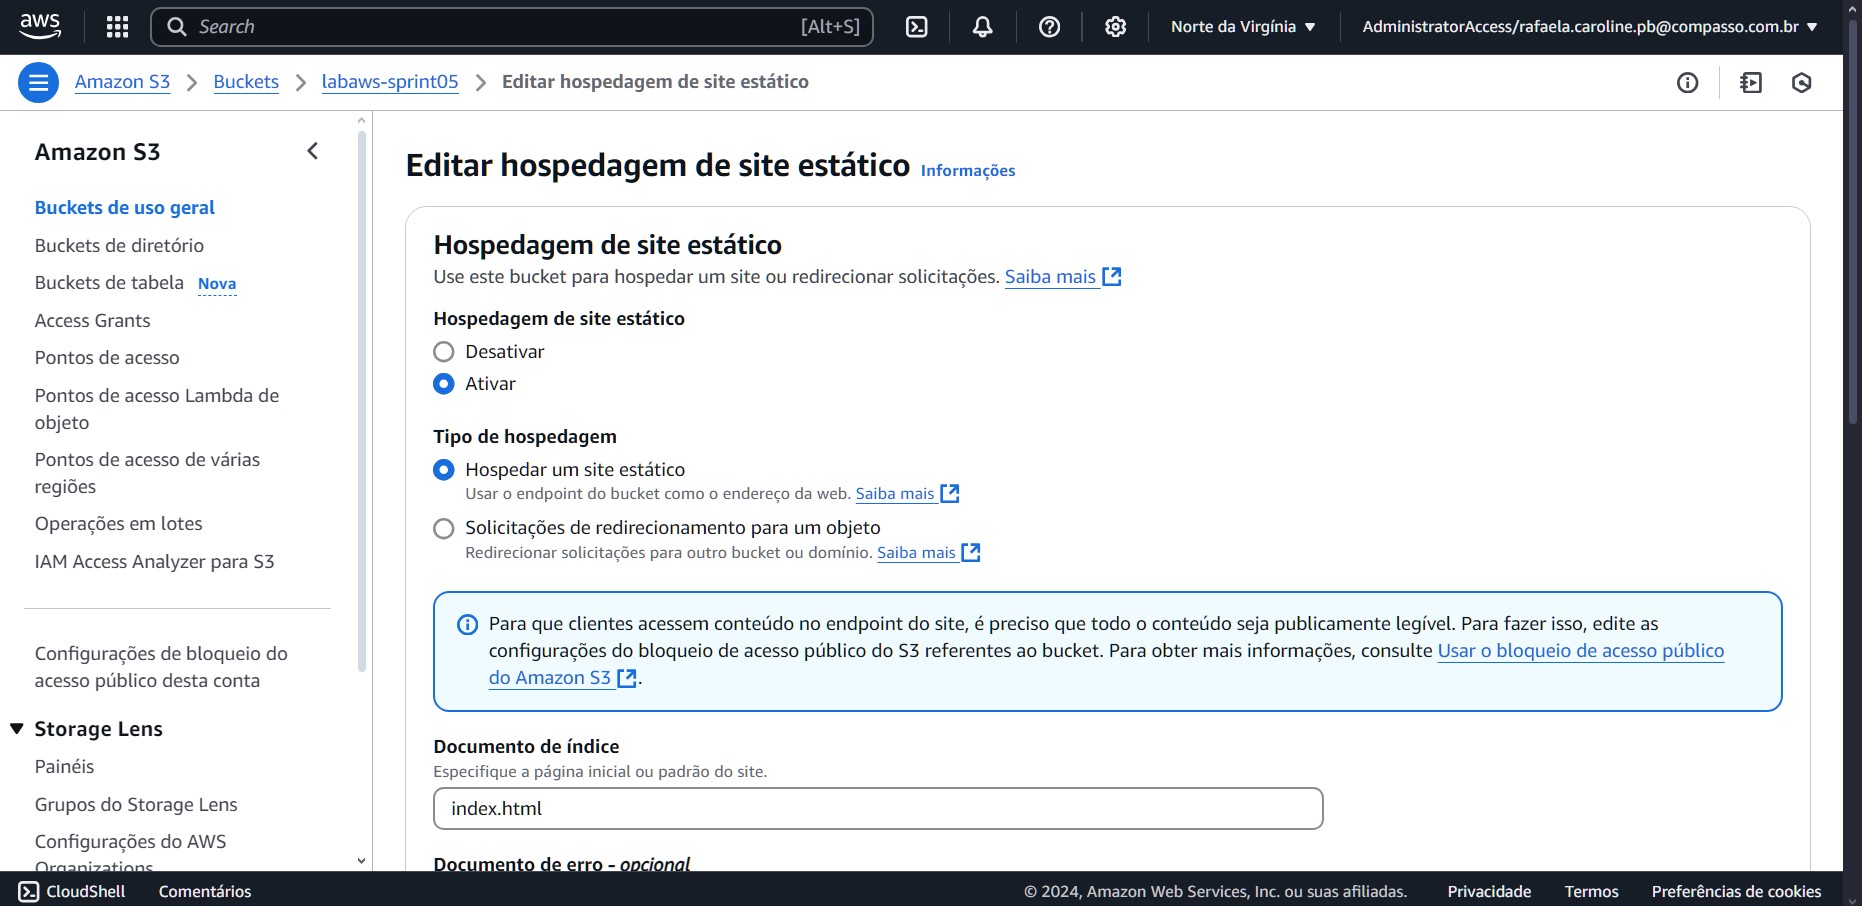 aws
Search [Alt+S]
Norte da Virgínia
AdministratorAccess/rafaela.caroline.pb@compasso.com.br
Amazon S3 > Buckets > labaws-sprint05 > Editar hospedagem de site estático
Amazon S3
Buckets de uso geral
Buckets de diretório
Buckets de tabela Nova
Access Grants
Pontos de acesso
Pontos de acesso Lambda de
objeto
Pontos de acesso de várias
regiões
Operações em lotes
IAM Access Analyzer para S3
Configurações de bloqueio do
acesso público desta conta
Storage Lens
Painéis
Grupos do Storage Lens
Configurações do AWS
Organizations
Editar hospedagem de site estático Informações
Hospedagem de site estático
Use este bucket para hospedar um site ou redirecionar solicitações. Saiba mais
Hospedagem de site estático
Desativar
Ativar
Tipo de hospedagem
Hospedar um site estático
Usar o endpoint do bucket como o endereço da web. Saiba mais
Solicitações de redirecionamento para um objeto
Redirecionar solicitações para outro bucket ou domínio. Saiba mais
Para que clientes acessem conteúdo no endpoint do site, é preciso que todo o conteúdo seja publicamente legível. Para fazer isso, edite as
configurações do bloqueio de acesso público do S3 referentes ao bucket. Para obter mais informações, consulte Usar o bloqueio de acesso público
do Amazon S3.
Documento de índice
Especifique a página inicial ou padrão do site.
index.html
Documento de erro - opcional
CloudShell
Comentários
© 2024, Amazon Web Services, Inc. ou suas afiliadas.
Privacidade
Termos
Preferências de cookies